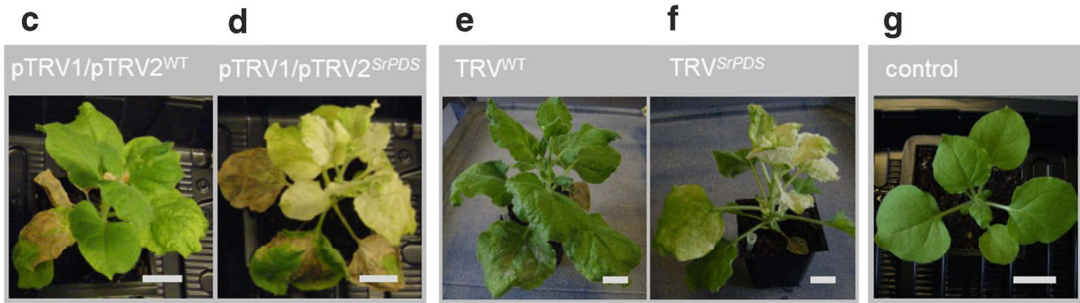 c d e f g
pTRV1/pTRV2WT pTRV1/pTRV2SrPDS TRVWT TRVSrPDS control